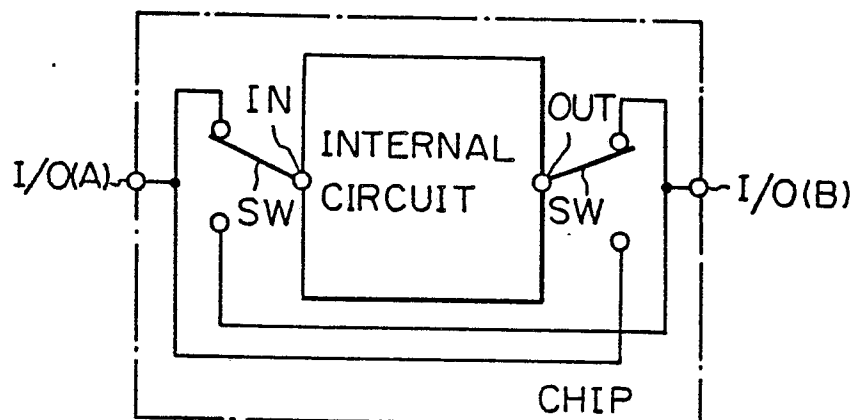 IN
OUT
INTERNAL
CIRCUIT
I/O(A)
SW
SW
I/O(B)
CHIP